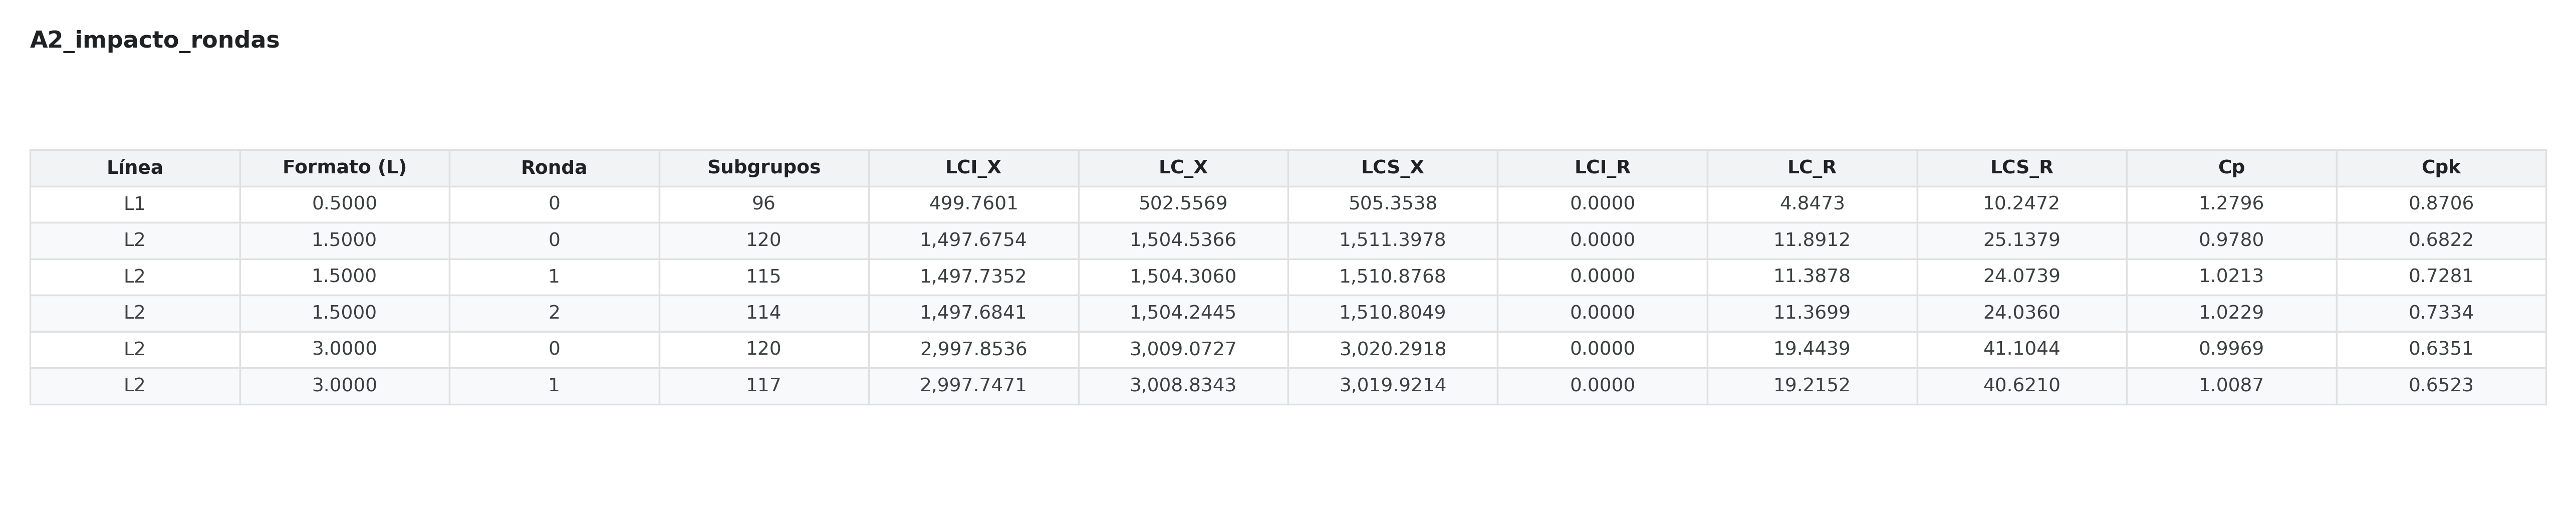 A2_impacto_rondas
Línea Formato (L) Ronda Subgrupos LCI_X LC_X LCS_X LCI_R LC_R LCS_R Cp Cpk
L1 0.5000 0 96 499.7601 502.5569 505.3538 0.0000 4.8473 10.2472 1.2796 0.8706
L2 1.5000 0 120 1,497.6754 1,504.5366 1,511.3978 0.0000 11.8912 25.1379 0.9780 0.6822
L2 1.5000 1 115 1,497.7352 1,504.3060 1,510.8768 0.0000 11.3878 24.0739 1.0213 0.7281
L2 1.5000 2 114 1,497.6841 1,504.2445 1,510.8049 0.0000 11.3699 24.0360 1.0229 0.7334
L2 3.0000 0 120 2,997.8536 3,009.0727 3,020.2918 0.0000 19.4439 41.1044 0.9969 0.6351
L2 3.0000 1 117 2,997.7471 3,008.8343 3,019.9214 0.0000 19.2152 40.6210 1.0087 0.6523